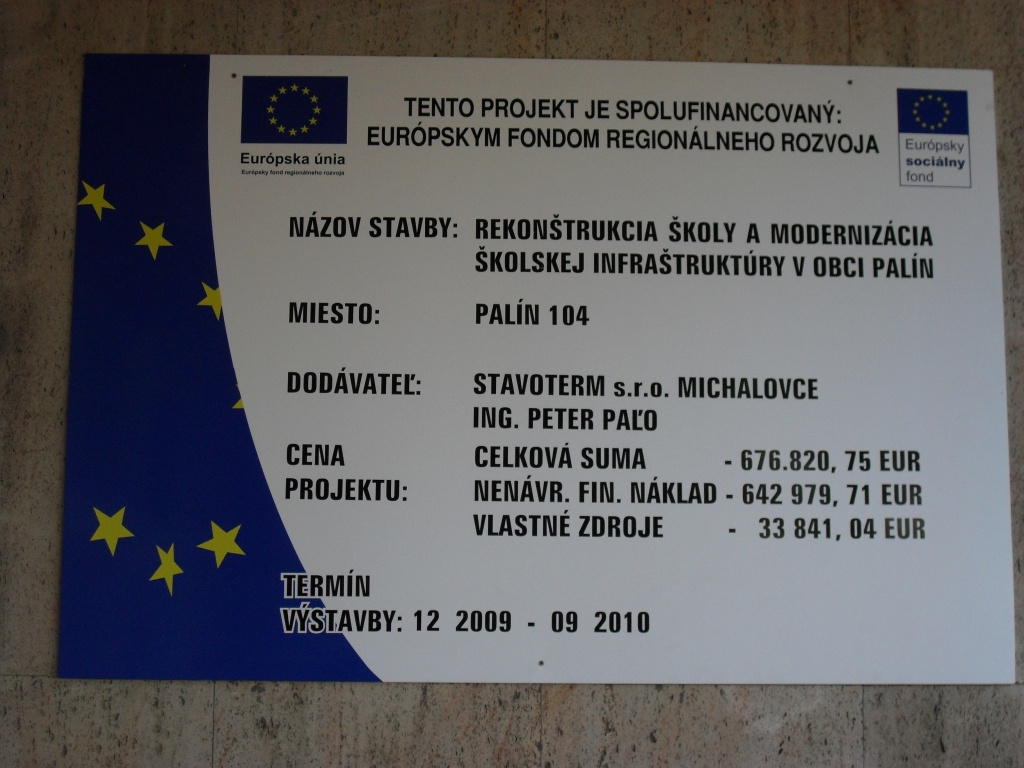 TENTO PROJEKT JE SPOLUFINANCOVANÝ:
EURÓPSKYM FONDOM REGIONÁLNEHO ROZVOJA
Európska únia
Európsky fond regionálneho rozvoja
Európsky
sociálny
fond
NÁZOV STAVBY: REKONŠTRUKCIA ŠKOLY A MODERNIZÁCIA
ŠKOLSKEJ INFRAŠTRUKTÚRY V OBCI PALÍN
MIESTO: PALÍN 104
DODÁVATEĽ: STAVOTERM s.r.o. MICHALOVCE
ING. PETER PAĽO
CENA CELKOVÁ SUMA - 676.820, 75 EUR
PROJEKTU: NENÁVR. FIN. NÁKLAD - 642 979, 71 EUR
VLASTNÉ ZDROJE - 33 841, 04 EUR
TERMÍN
VÝSTAVBY: 12 2009 - 09 2010